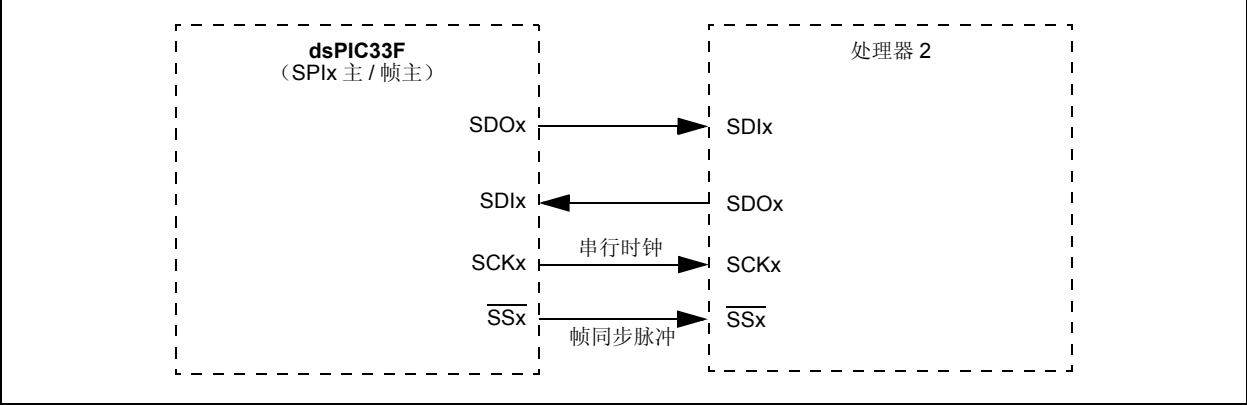 dsPIC33F
（SPIx 主 / 帧主）
处理器 2
SDOx
SDIx
SDIx
SDOx
串行时钟
SCKx
SCKx
SSx
SSx
帧同步脉冲